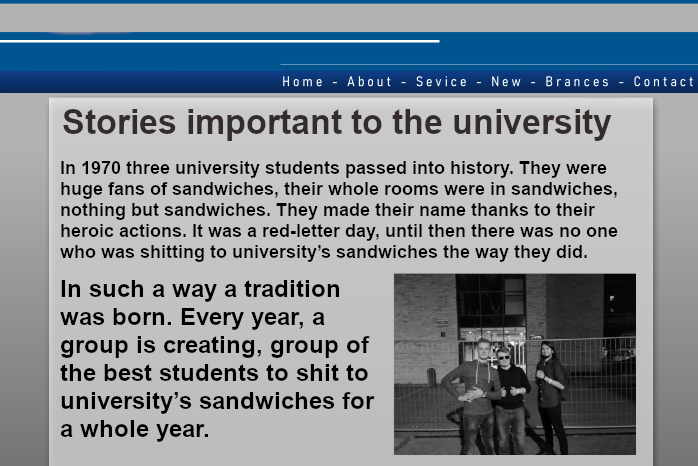 Home - About - Sevice - New - Brances - Contact
Stories important to the university
In 1970 three university students passed into history. They were
huge fans of sandwiches, their whole rooms were in sandwiches,
nothing but sandwiches. They made their name thanks to their
heroic actions. It was a red-letter day, until then there was no one
who was shitting to university’s sandwiches the way they did.
In such a way a tradition
was born. Every year, a
group is creating, group of
the best students to shit to
university’s sandwiches for
a whole year.